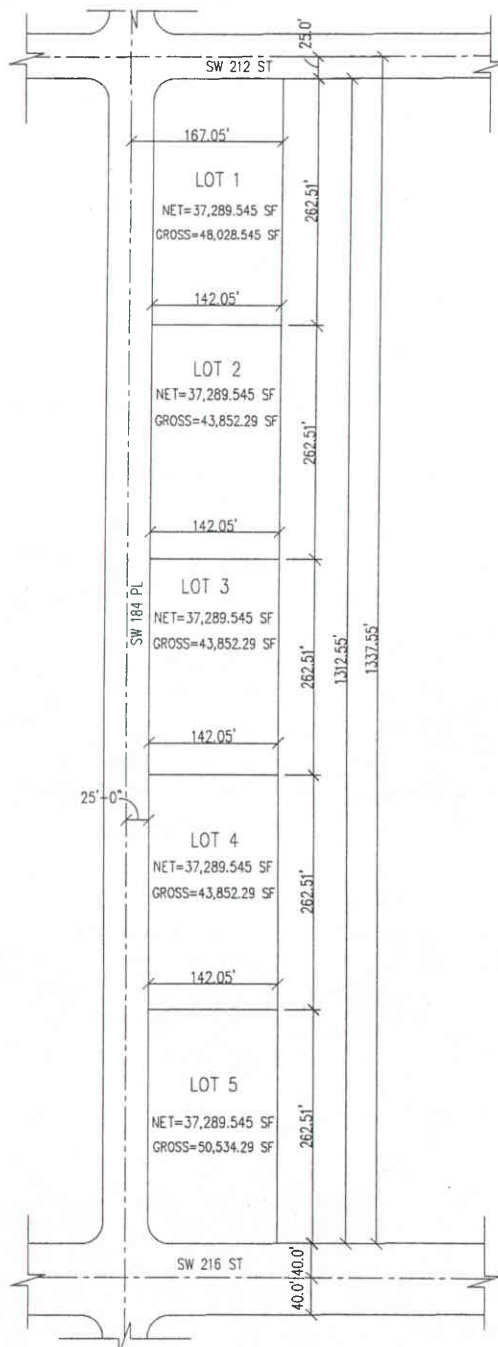 25.0'
SW 212 ST
167.05'
LOT 1
NET=37,289.545 SF
GROSS=48,028.545 SF
262.51'
142.05'
LOT 2
NET=37,289.545 SF
GROSS=43,852.29 SF
262.51'
142.05'
SW 184 PL
LOT 3
NET=37,289.545 SF
GROSS=43,852.29 SF
262.51'
1312.55'
1337.55'
142.05'
25'-0"
LOT 4
NET=37,289.545 SF
GROSS=43,852.29 SF
262.51'
142.05'
LOT 5
NET=37,289.545 SF
GROSS=50,534.29 SF
262.51'
SW 216 ST
40.0'
40.0'